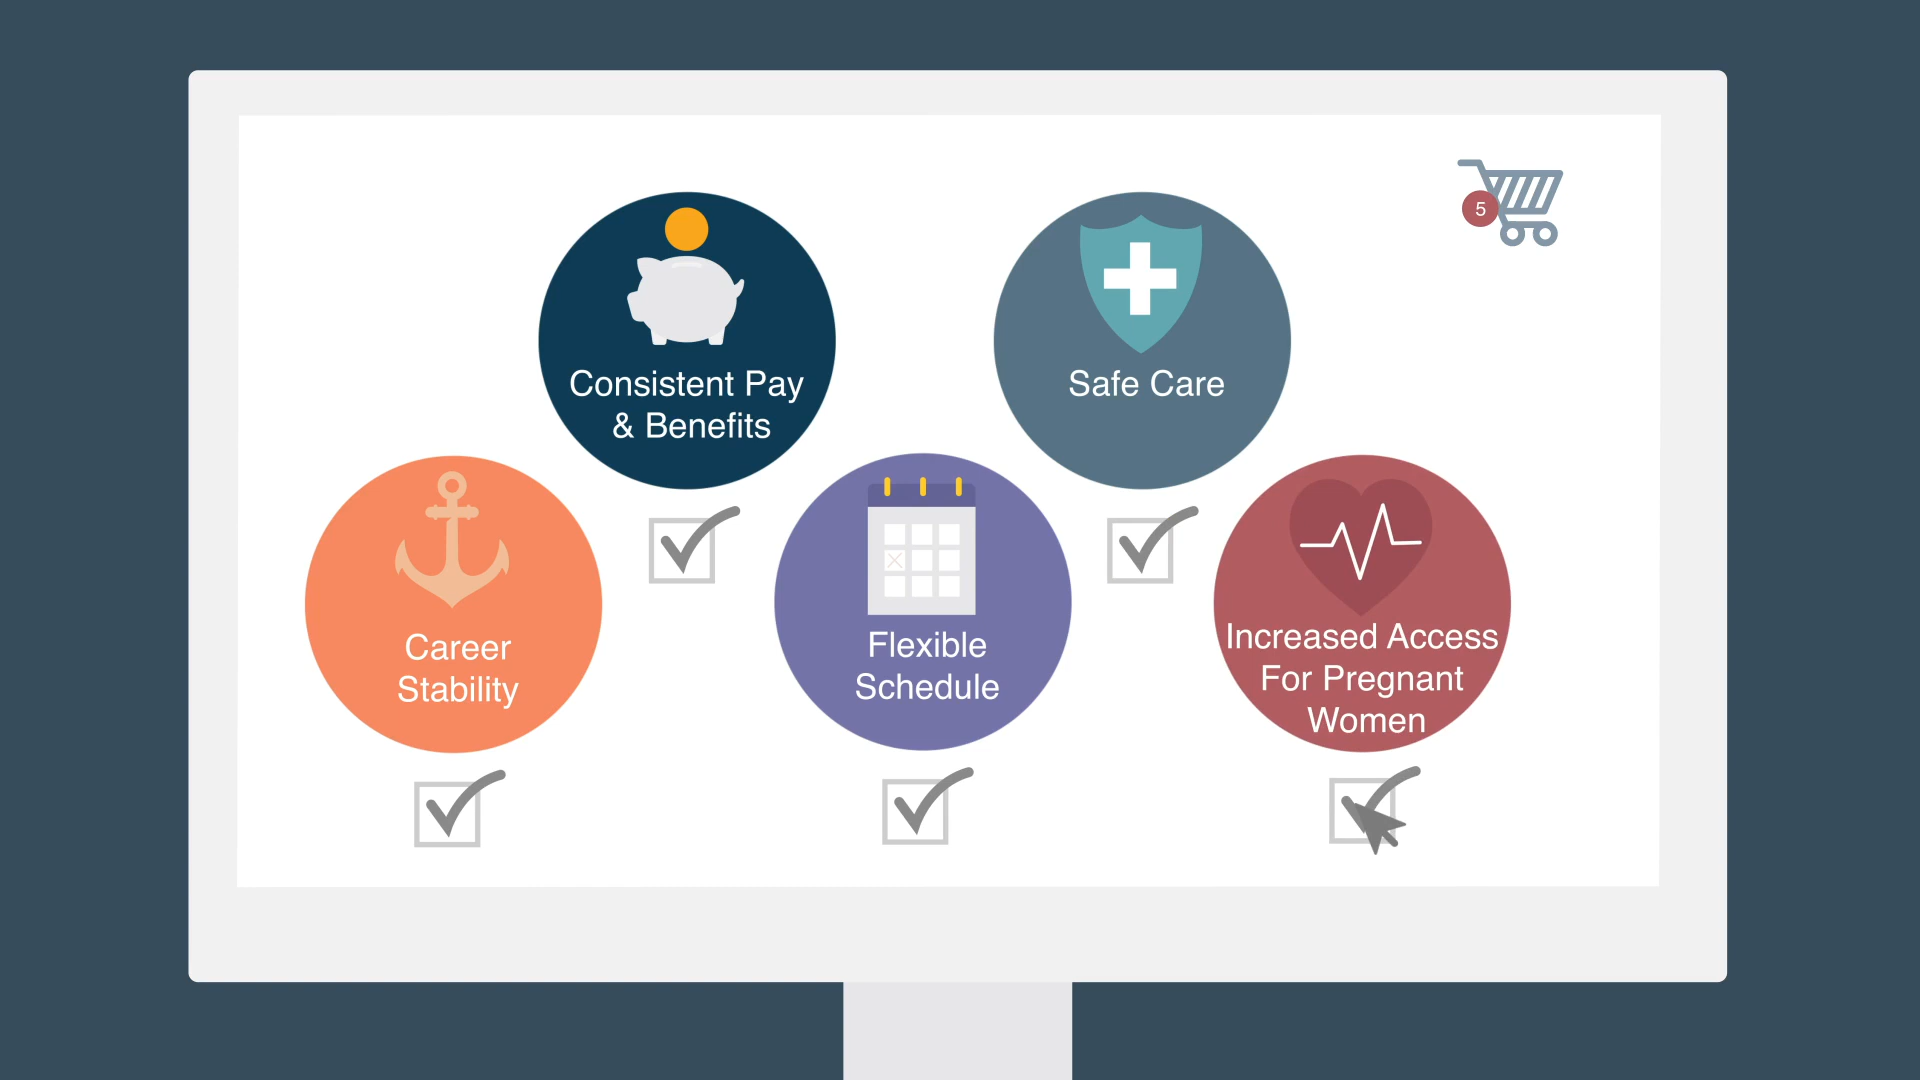 5
Consistent Pay
& Benefits
Safe Care
Career
Stability
Flexible
Schedule
Increased Access
For Pregnant
Women